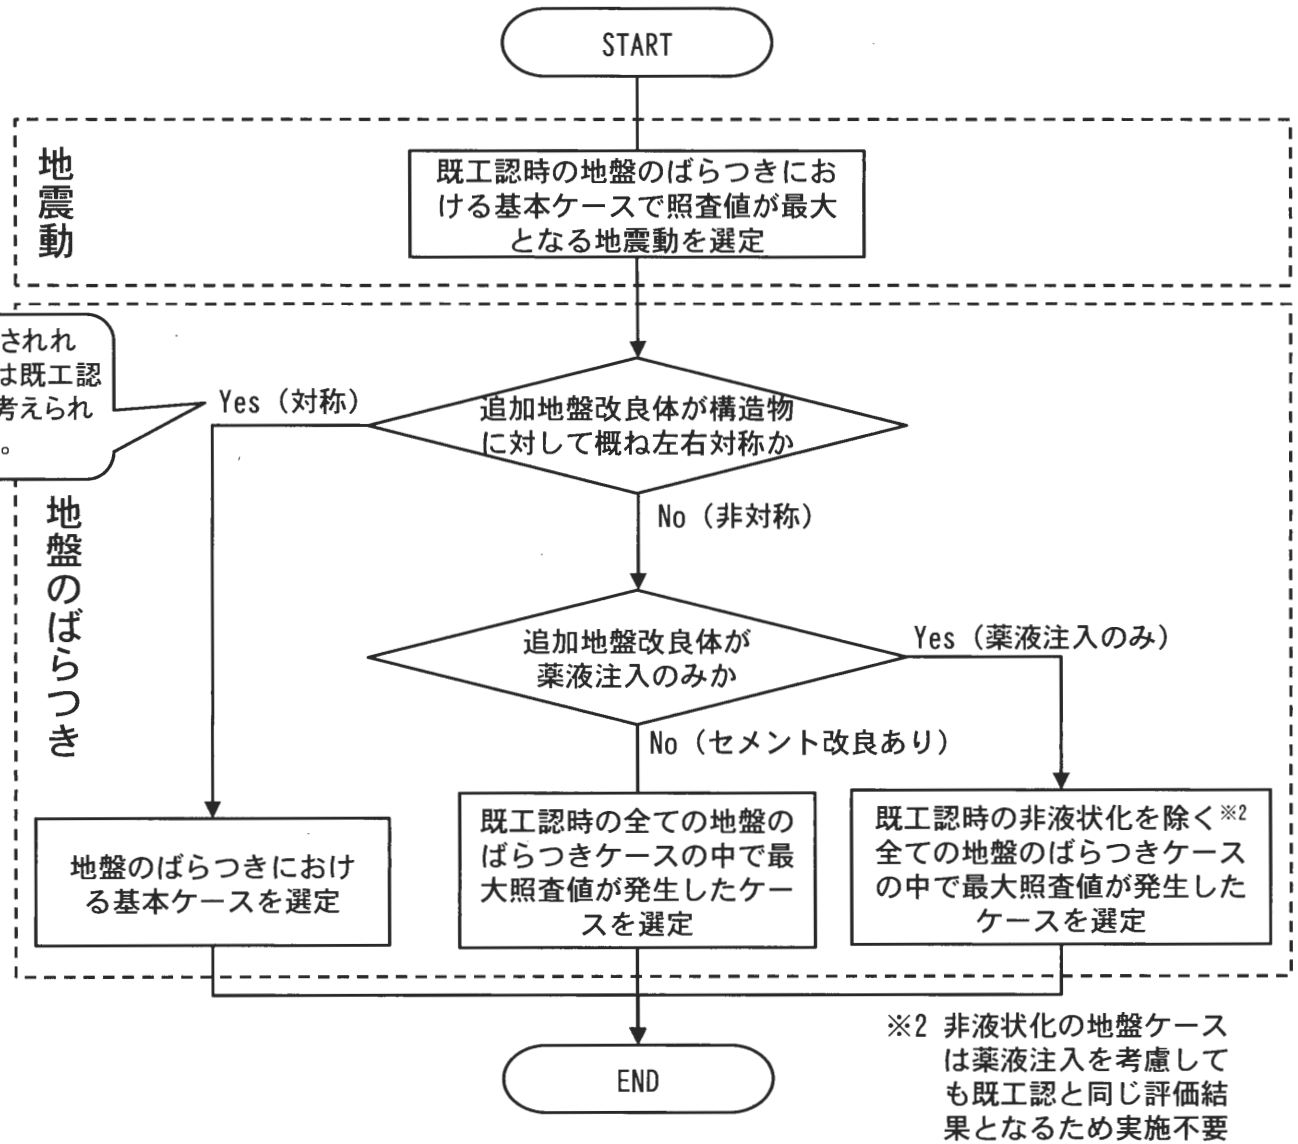 START
地震動
既工認時の地盤のばらつきにお
ける基本ケースで照査値が最大
となる地震動を選定
されれ
は既工認
考えられ
。
Yes（対称）
追加地盤改良体が構造物
に対して概ね左右対称か
No（非対称）
地盤のばらつき
追加地盤改良体が
薬液注入のみか
Yes（薬液注入のみ）
No（セメント改良あり）
地盤のばらつきにおけ
る基本ケースを選定
既工認時の全ての地盤の
ばらつきケースの中で最
大照査値が発生したケー
スを選定
既工認時の非液状化を除く※2
全ての地盤のばらつきケース
の中で最大照査値が発生した
ケースを選定
END
※2 非液状化の地盤ケース
は薬液注入を考慮して
も既工認と同じ評価結
果となるため実施不要